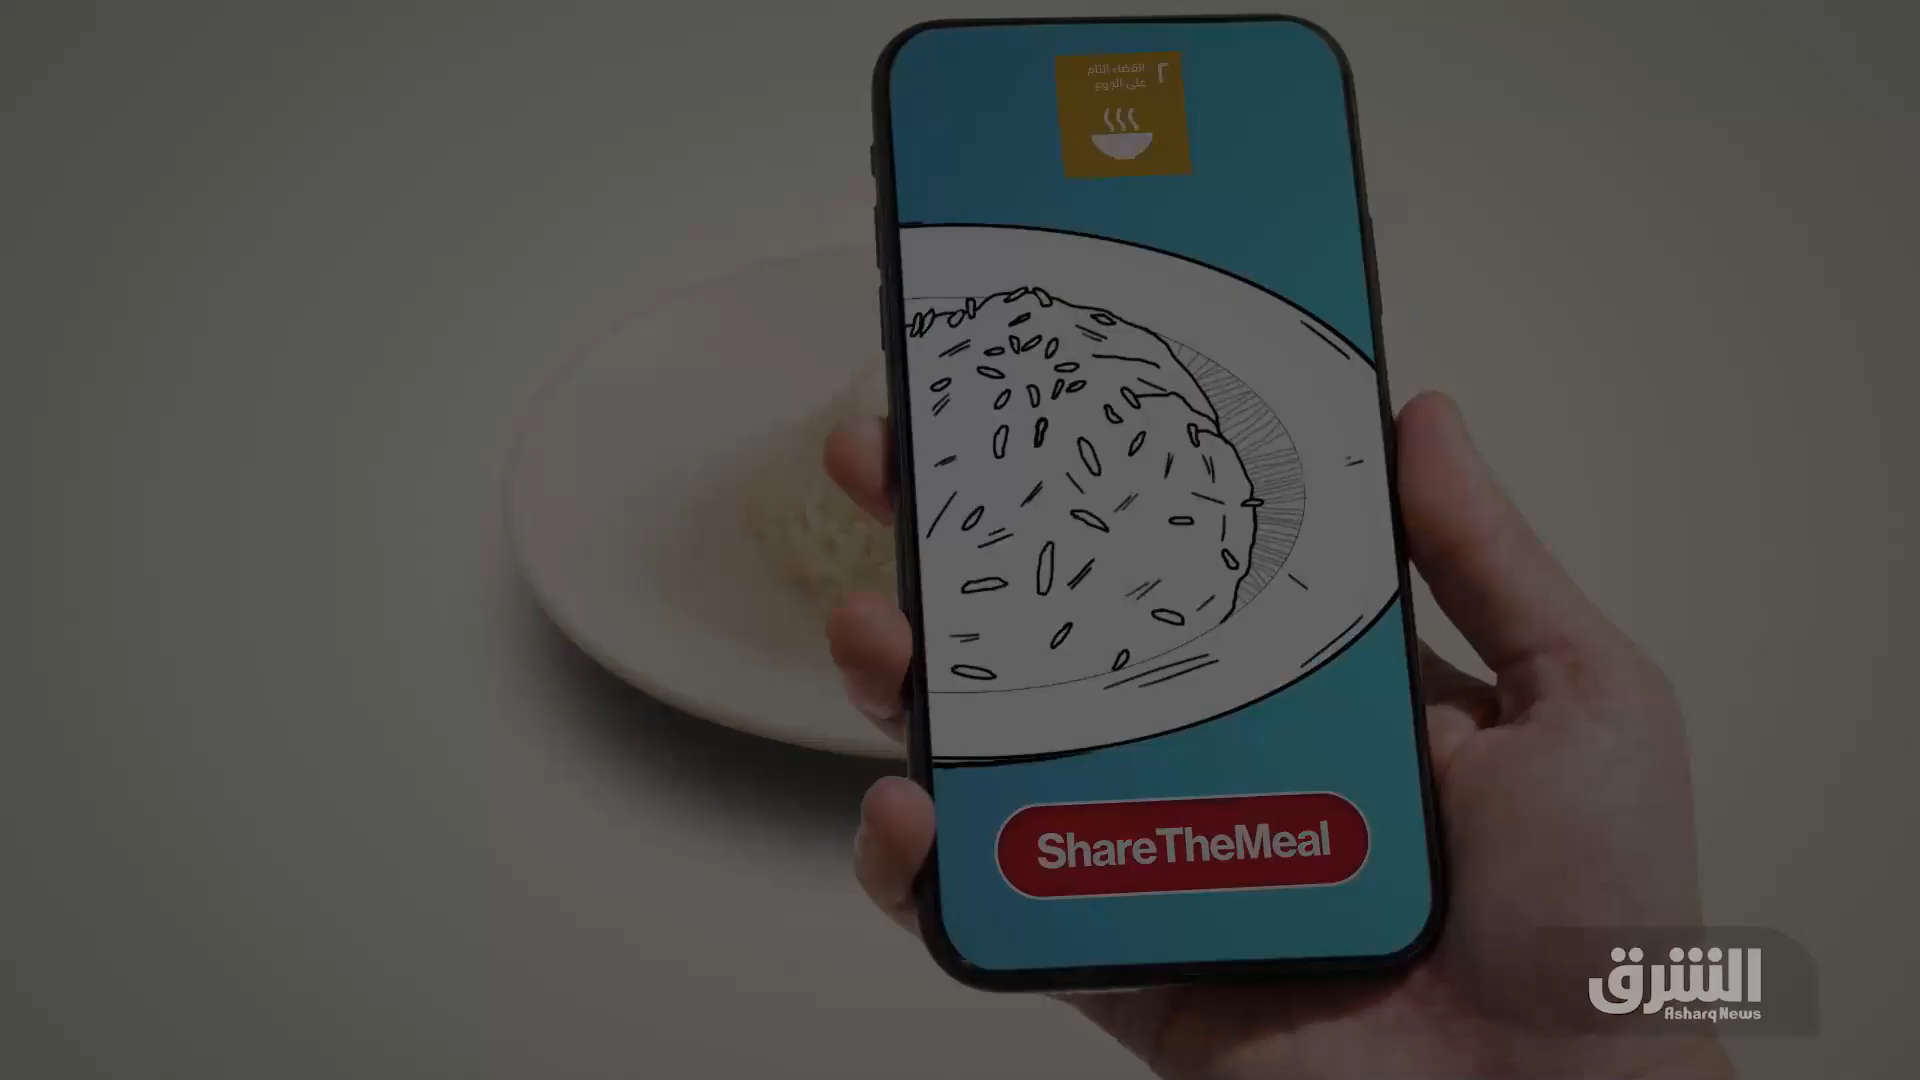 ٢
القضاء التام
على الجوع
ShareTheMeal
الشرق
Asharq News